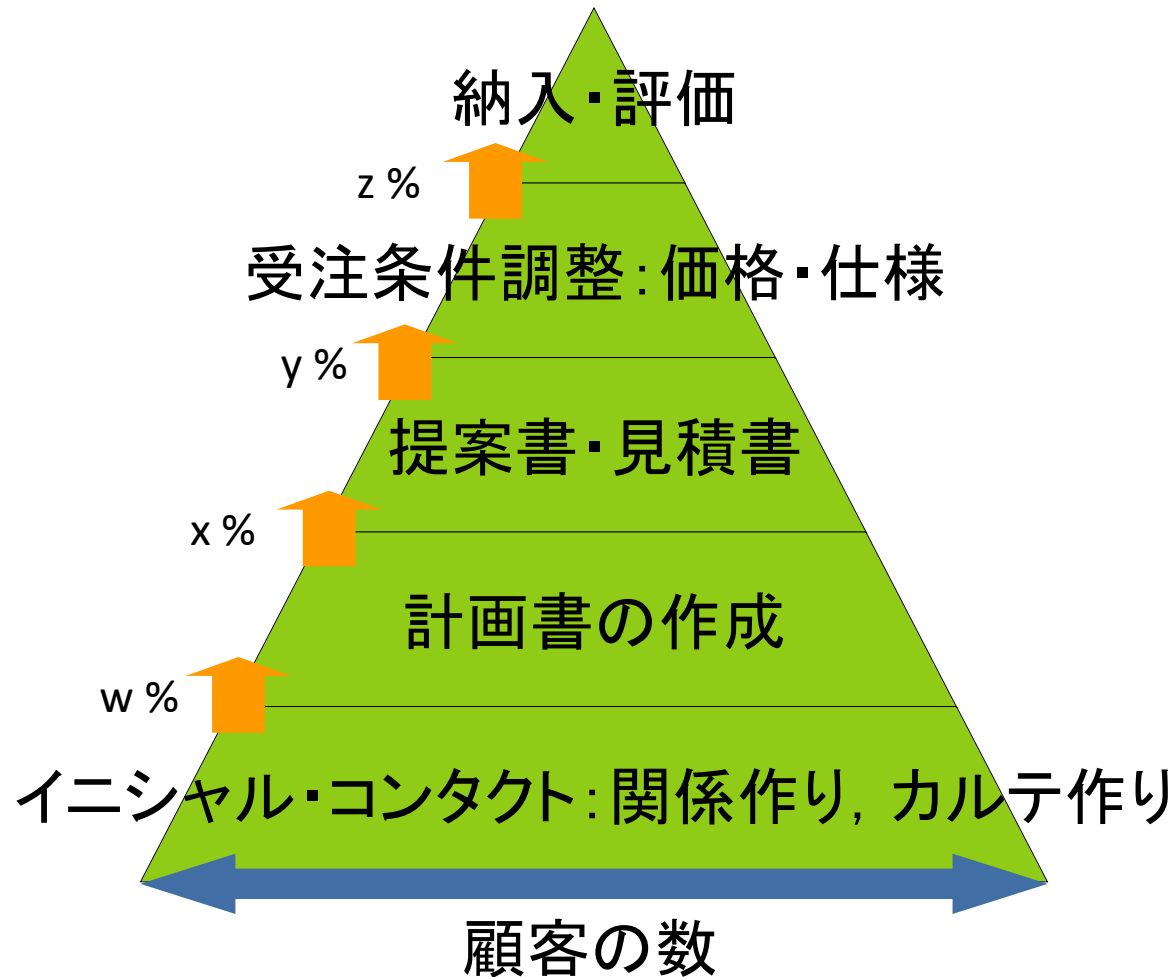 納入・評価
z %
受注条件調整：価格・仕様
y %
提案書・見積書
x %
計画書の作成
w %
イニシャル・コンタクト：関係作り，カルテ作り
顧客の数